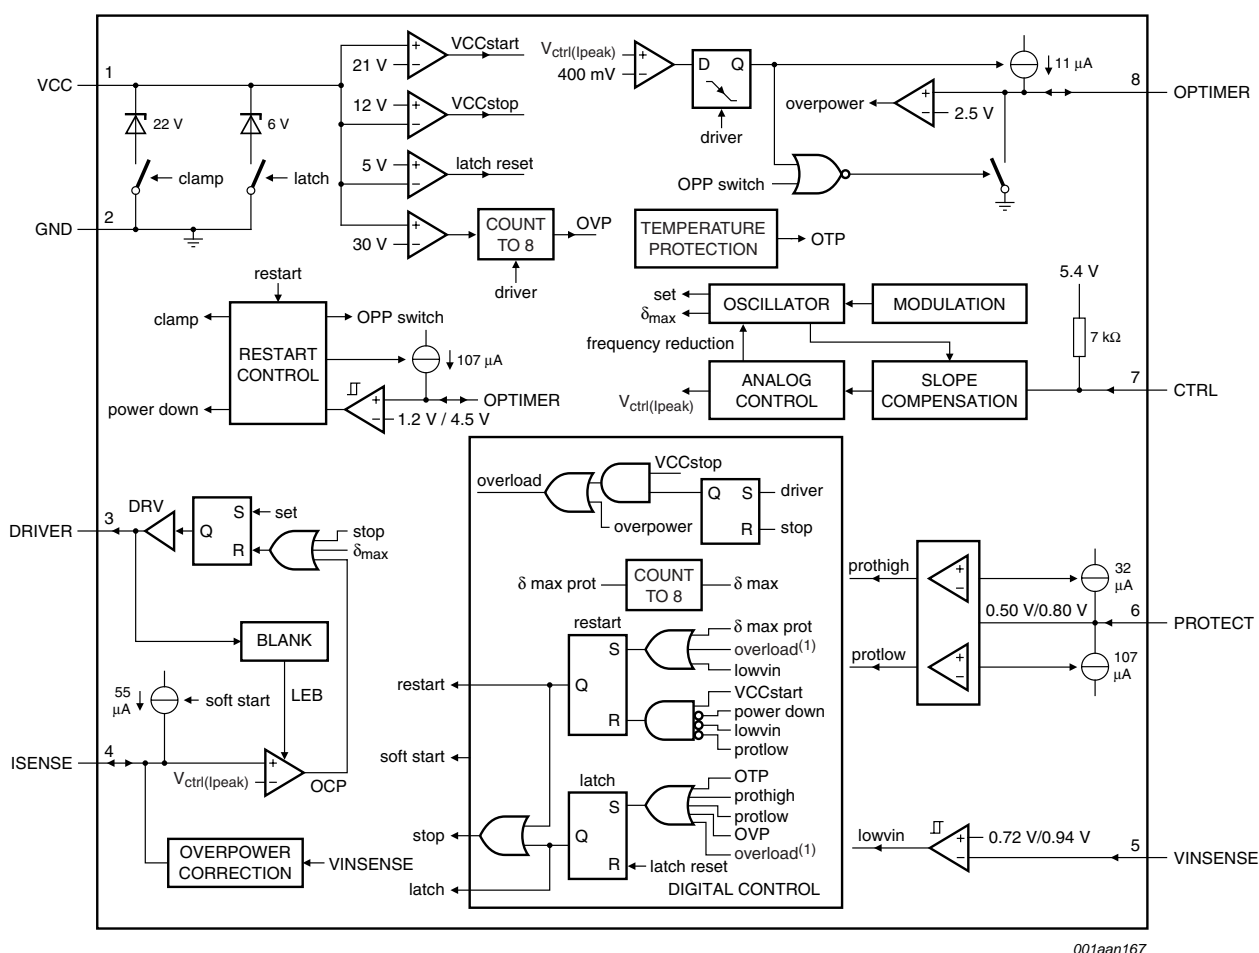 VCC
1
22 V
clamp
6 V
latch
GND
2
21 V
VCCstart
12 V
VCCstop
5 V
latch reset
30 V
COUNT
TO 8
OVP
driver
Vctrl(Ipeak)
400 mV
D Q
driver
11 μA
overpower
2.5 V
8
OPTIMER
OPP switch
TEMPERATURE
PROTECTION
OTP
restart
clamp
RESTART
CONTROL
OPP switch
107 μA
OPTIMER
1.2 V / 4.5 V
power down
set
δmax
OSCILLATOR
MODULATION
frequency reduction
Vctrl(Ipeak)
ANALOG
CONTROL
SLOPE
COMPENSATION
5.4 V
7 kΩ
7
CTRL
overload
VCCstop
overpower
Q S
R
driver
stop
δ max prot
COUNT
TO 8
δ max
restart
S
Q
R
δ max prot
overload(1)
lowvin
VCCstart
power down
lowvin
protlow
restart
soft start
latch
S
Q
R
OTP
prothigh
protlow
OVP
overload(1)
latch reset
stop
latch
DIGITAL CONTROL
DRIVER
3
DRV
Q
S
R
set
stop
δmax
BLANK
LEB
55
μA
soft start
ISENSE
4
Vctrl(Ipeak)
OCP
OVERPOWER
CORRECTION
VINSENSE
prothigh
protlow
0.50 V/0.80 V
32
μA
6
PROTECT
107
μA
lowvin
0.72 V/0.94 V
5
VINSENSE
001aan167